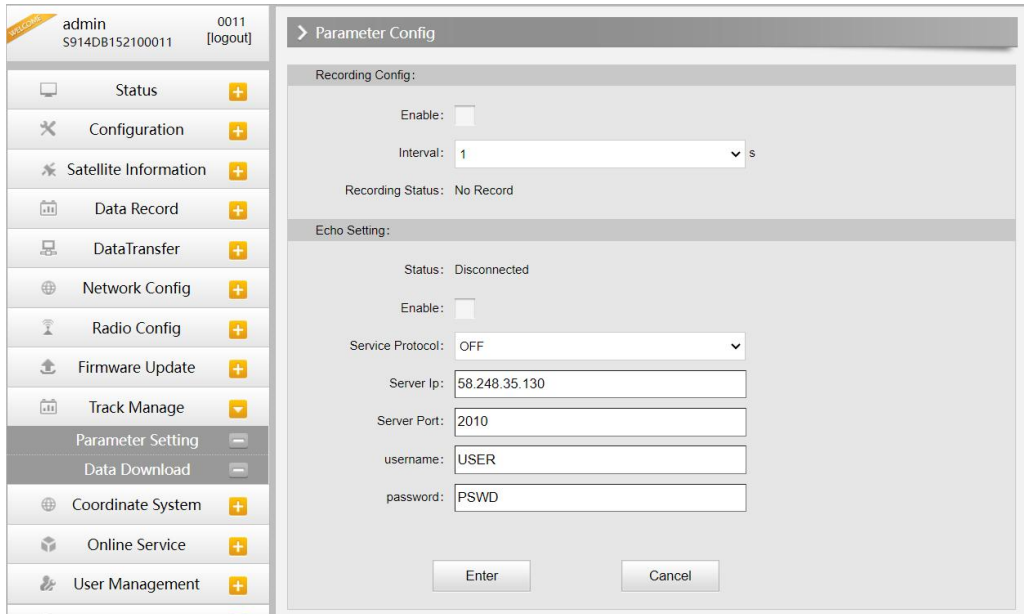 WELCOME
admin
0011
S914DB152100011
[logout]
Status
Configuration
Satellite Information
Data Record
DataTransfer
Network Config
Radio Config
Firmware Update
Track Manage
Parameter Setting
Data Download
Coordinate System
Online Service
User Management
Parameter Config
Recording Config:
Enable:
Interval: 1 s
Recording Status: No Record
Echo Setting:
Status: Disconnected
Enable:
Service Protocol: OFF
Server Ip: 58.248.35.130
Server Port: 2010
username: USER
password: PSWD
Enter Cancel